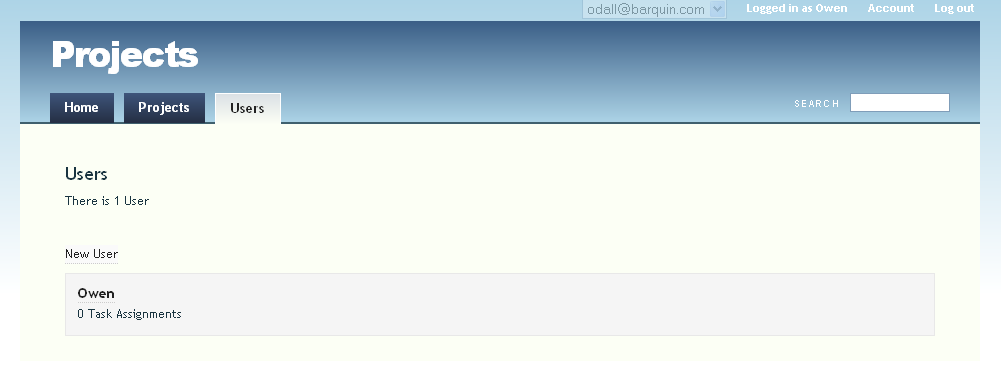 odall@barquin.com Logged in as Owen Account Log out
Projects
Home Projects Users SEARCH
Users
There is 1 User
New User
Owen
0 Task Assignments